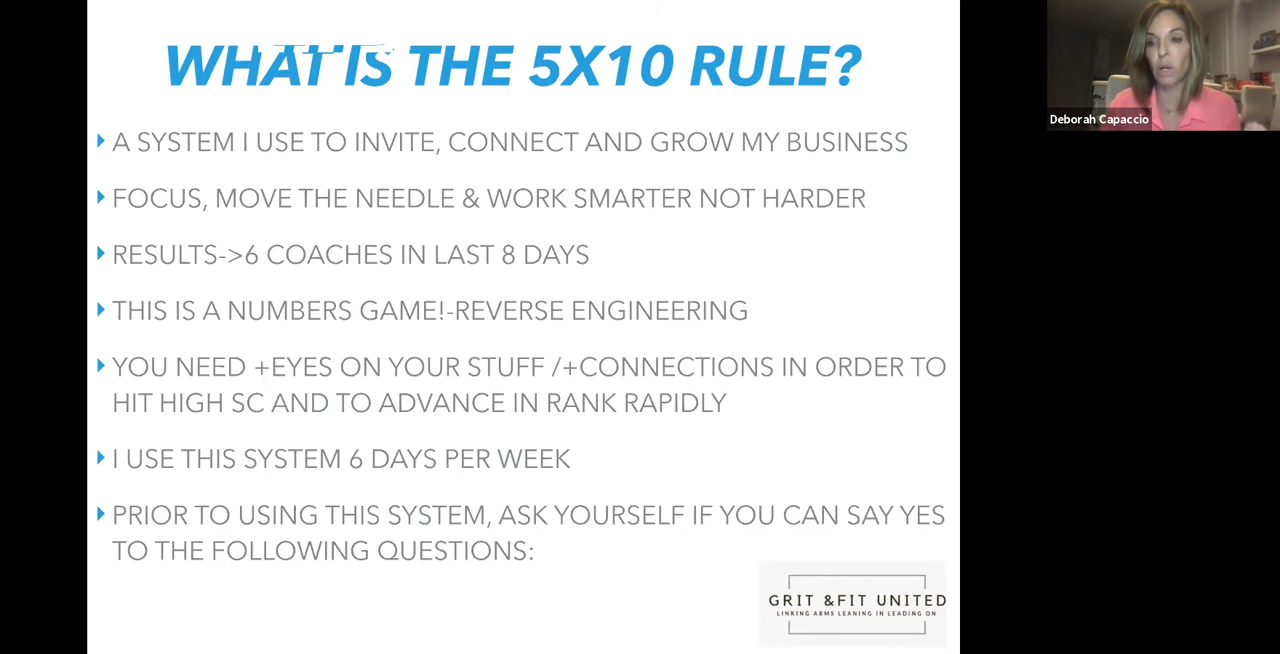 WHAT IS THE 5X10 RULE?
A SYSTEM I USE TO INVITE, CONNECT AND GROW MY BUSINESS
FOCUS, MOVE THE NEEDLE & WORK SMARTER NOT HARDER
RESULTS->6 COACHES IN LAST 8 DAYS
THIS IS A NUMBERS GAME!-REVERSE ENGINEERING
YOU NEED +EYES ON YOUR STUFF /+CONNECTIONS IN ORDER TO
HIT HIGH SC AND TO ADVANCE IN RANK RAPIDLY
I USE THIS SYSTEM 6 DAYS PER WEEK
PRIOR TO USING THIS SYSTEM, ASK YOURSELF IF YOU CAN SAY YES
TO THE FOLLOWING QUESTIONS:
GRIT &FIT UNITED
LINKING ARMS LEANING IN LEADING ON
Deborah Capaccio